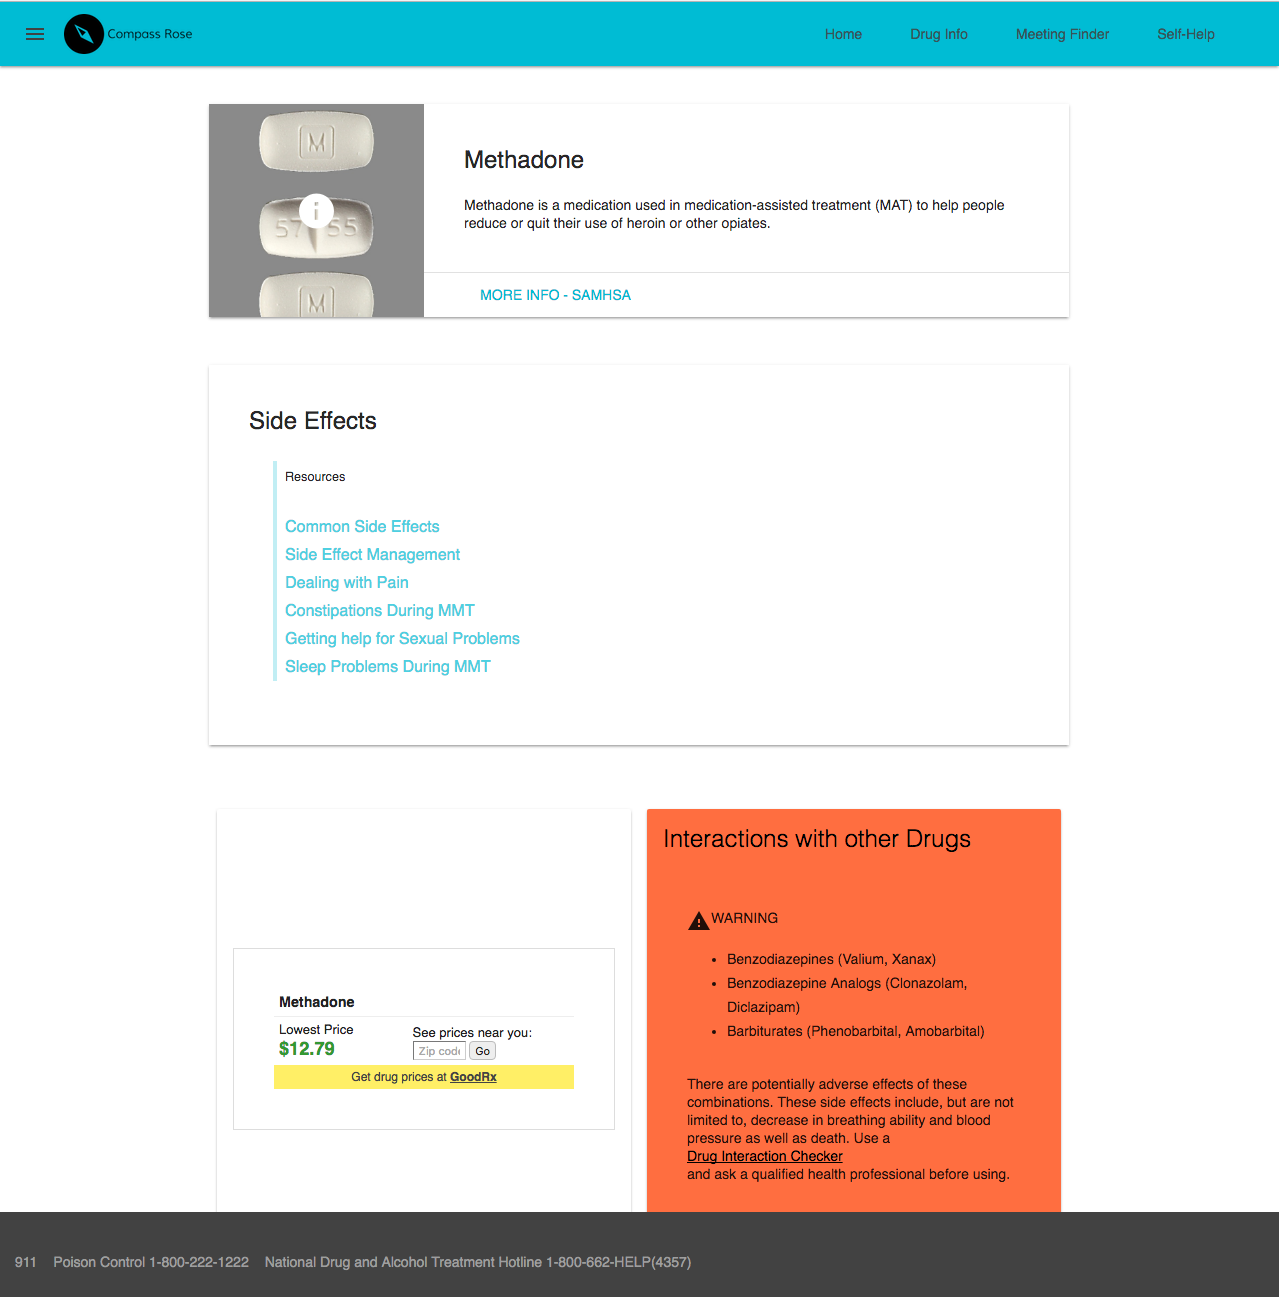 Compass Rose
Home
Drug Info
Meeting Finder
Self-Help
M
57 55
M
Methadone
Methadone is a medication used in medication-assisted treatment (MAT) to help people
reduce or quit their use of heroin or other opiates.
MORE INFO - SAMHSA
Side Effects
Resources
Common Side Effects
Side Effect Management
Dealing with Pain
Constipations During MMT
Getting help for Sexual Problems
Sleep Problems During MMT
Methadone
Lowest Price
$12.79
See prices near you:
Zip code
Go
Get drug prices at GoodRx
Interactions with other Drugs
WARNING
Benzodiazepines (Valium, Xanax)
Benzodiazepine Analogs (Clonazolam,
Diclazipam)
Barbiturates (Phenobarbital, Amobarbital)
There are potentially adverse effects of these
combinations. These side effects include, but are not
limited to, decrease in breathing ability and blood
pressure as well as death. Use a
Drug Interaction Checker
and ask a qualified health professional before using.
911 Poison Control 1-800-222-1222 National Drug and Alcohol Treatment Hotline 1-800-662-HELP(4357)